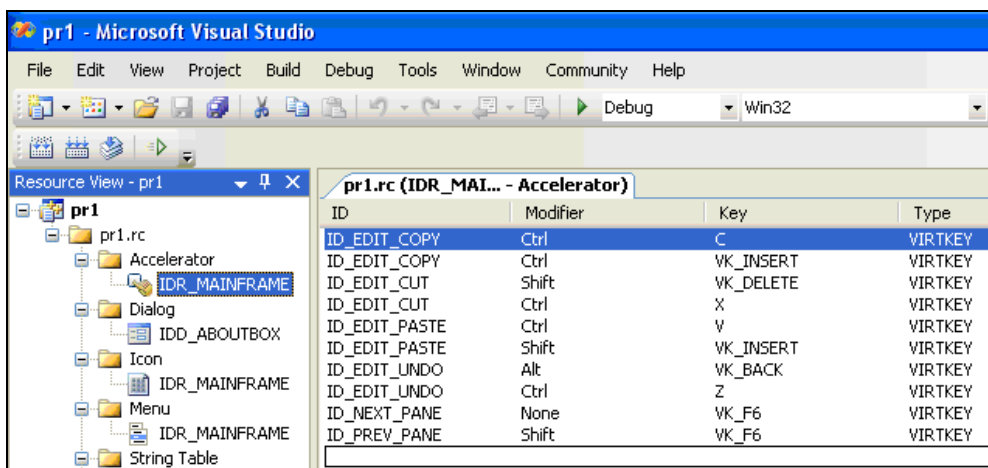 pr1 - Microsoft Visual Studio
File Edit View Project Build Debug Tools Window Community Help
Debug Win32
Resource View - pr1
pr1
pr1.rc
Accelerator
IDR_MAINFRAME
Dialog
IDD_ABOUTBOX
Icon
IDR_MAINFRAME
Menu
IDR_MAINFRAME
String Table
pr1.rc (IDR_MAI... - Accelerator)
ID Modifier Key Type
ID_EDIT_COPY Ctrl C VIRTKEY
ID_EDIT_COPY Ctrl VK_INSERT VIRTKEY
ID_EDIT_CUT Shift VK_DELETE VIRTKEY
ID_EDIT_CUT Ctrl X VIRTKEY
ID_EDIT_PASTE Ctrl V VIRTKEY
ID_EDIT_PASTE Shift VK_INSERT VIRTKEY
ID_EDIT_UNDO Alt VK_BACK VIRTKEY
ID_EDIT_UNDO Ctrl Z VIRTKEY
ID_NEXT_PANE None VK_F6 VIRTKEY
ID_PREV_PANE Shift VK_F6 VIRTKEY